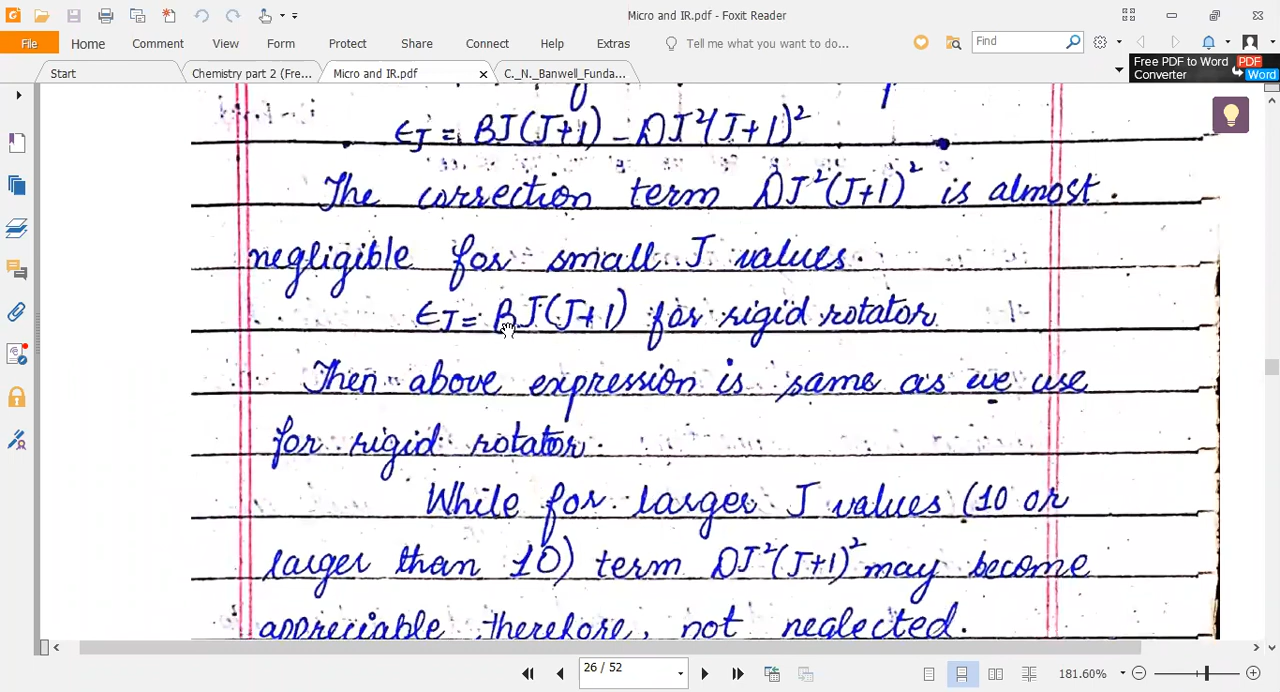 Micro and IR.pdf - Foxit Reader
File Home Comment View Form Protect Share Connect Help Extras Tell me what you want to do... Find
Free PDF to Word Converter PDF Word
Start Chemistry part 2 (Fre... Micro and IR.pdf C._N._Banwell_Funda...
ϵJ = BJ(J+1) - DJ²(J+1)²
The correction term DJ²(J+1)² is almost
negligible for small J values.
ϵJ = BJ(J+1) for rigid rotator
Then above expression is same as we use
for rigid rotator.
While for larger J values (10 or
larger than 10) term DJ²(J+1)² may become
appreciable therefore, not neglected.
26 / 52 181.60%